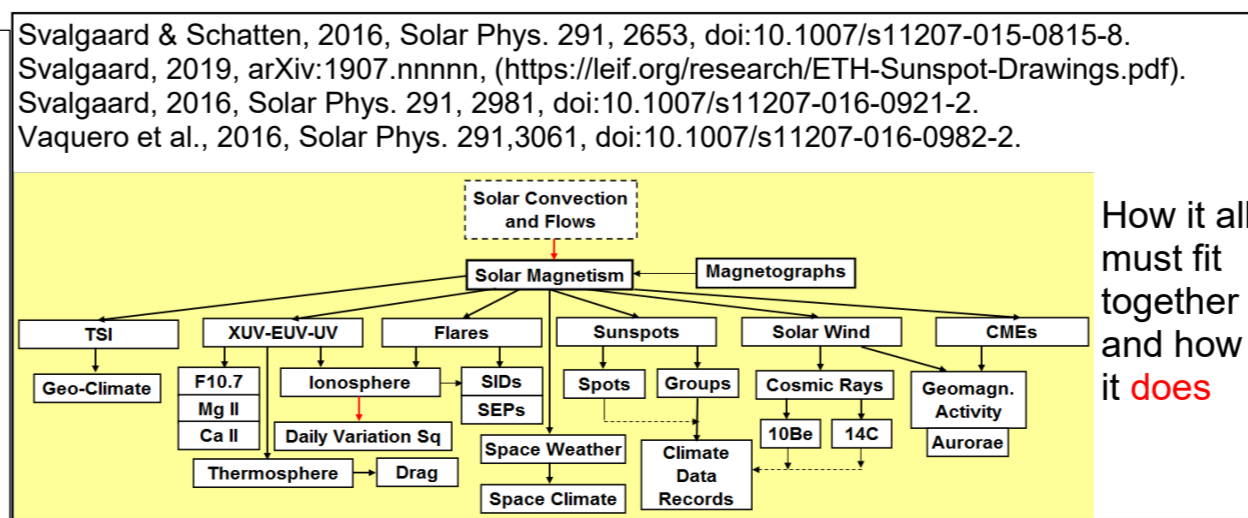 Svalgaard & Schatten, 2016, Solar Phys. 291, 2653, doi:10.1007/s11207-015-0815-8.
Svalgaard, 2019, arXiv:1907.nnnnn, (https://leif.org/research/ETH-Sunspot-Drawings.pdf).
Svalgaard, 2016, Solar Phys. 291, 2981, doi:10.1007/s11207-016-0921-2.
Vaquero et al., 2016, Solar Phys. 291,3061, doi:10.1007/s11207-016-0982-2.
Solar Convection
and Flows
Solar Magnetism
Magnetographs
TSI
XUV-EUV-UV
Flares
Sunspots
Solar Wind
CMEs
Geo-Climate
F10.7
Mg II
Ca II
Ionosphere
SIDs
SEPs
Spots
Groups
Cosmic Rays
Geomagn.
Activity
Aurorae
Daily Variation Sq
10Be
14C
Thermosphere
Drag
Space Weather
Space Climate
Climate
Data
Records
How it all
must fit
together
and how
it does